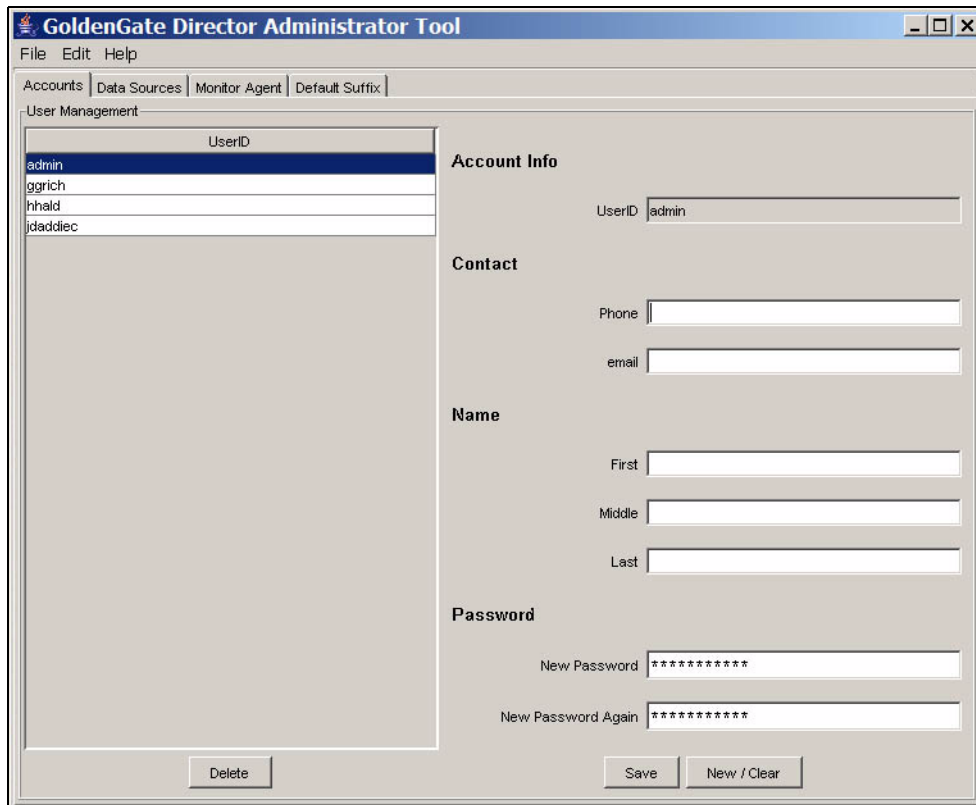 GoldenGate Director Administrator Tool
File Edit Help
Accounts Data Sources Monitor Agent Default Suffix
User Management
UserID
admin
ggrich
hhald
jdaddiec
Account Info
UserID admin
Contact
Phone
email
Name
First
Middle
Last
Password
New Password ***********
New Password Again ***********
Delete
Save New / Clear